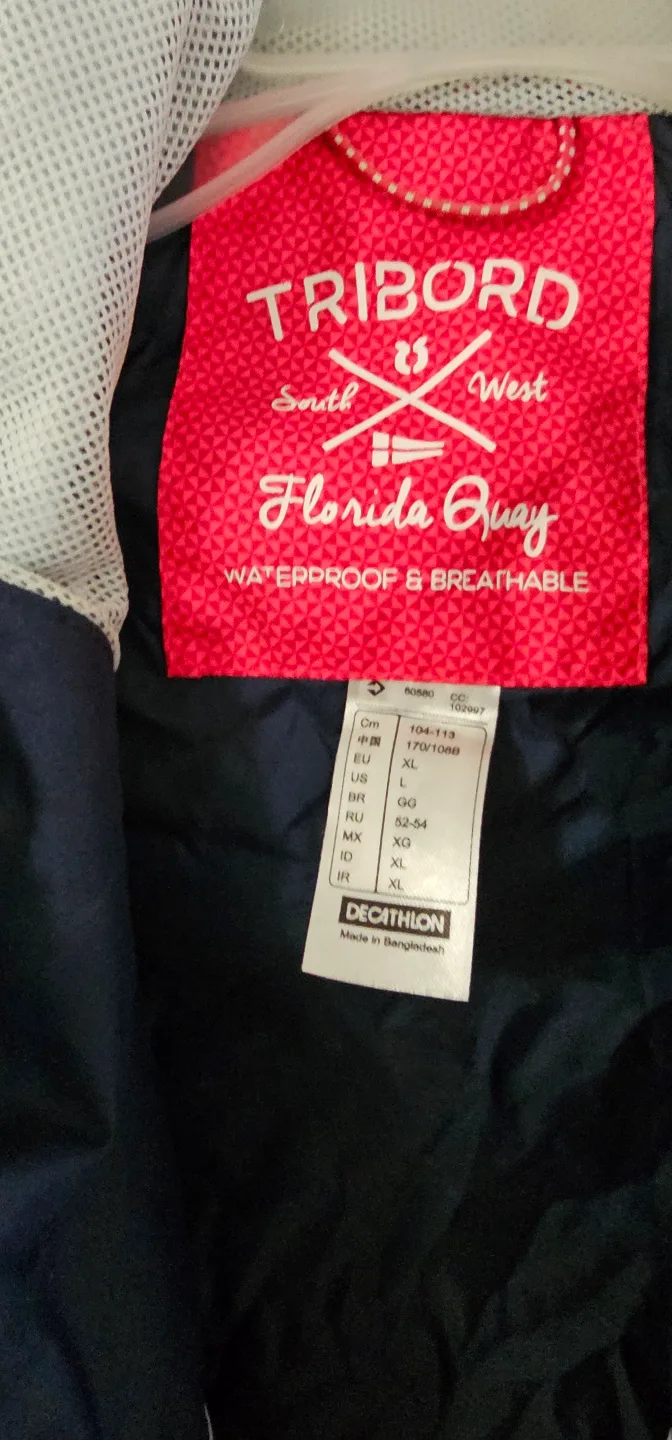 TRIBORD
South West
Florida Quay
WATERPROOF & BREATHABLE
60580 CC:
102997
Cm 104-113
中国 170/108B
EU XL
US L
BR GG
RU 52-54
MX XG
ID XL
IR XL
DECATHLON
Made in Bangladesh